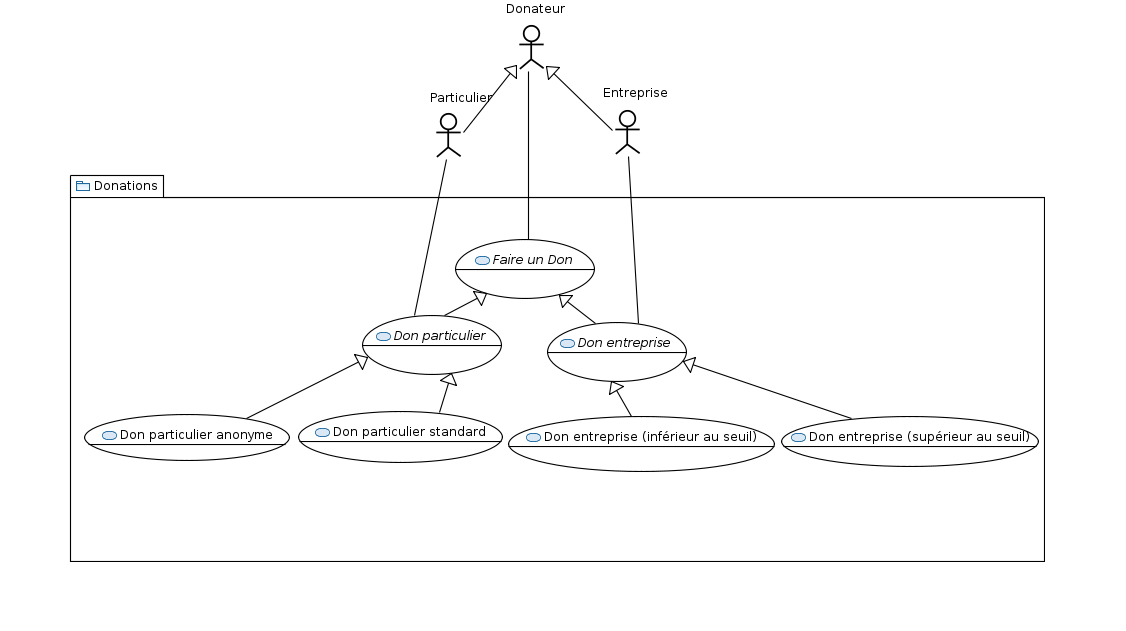 Donateur
Particulier
Entreprise
Donations
Faire un Don
Don particulier
Don entreprise
Don particulier anonyme
Don particulier standard
Don entreprise (inférieur au seuil)
Don entreprise (supérieur au seuil)